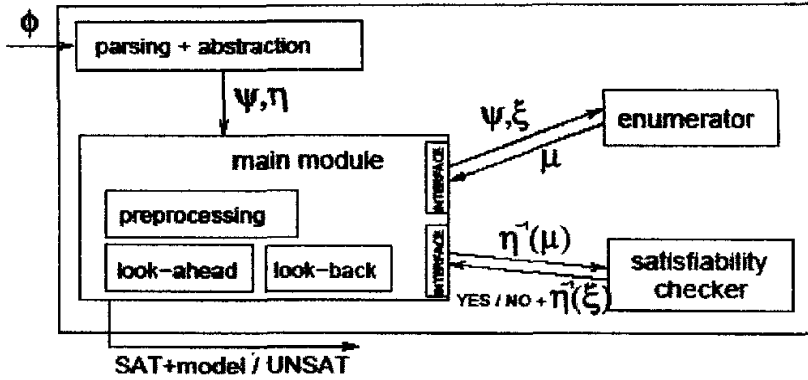 ϕ
parsing + abstraction
ψ,η
main module
preprocessing
look-ahead
look-back
INTERFACE
INTERFACE
ψ,ξ
μ
enumerator
η⁻¹(μ)
YES / NO + η⁻¹(ξ)
satisfiability
checker
SAT+model / UNSAT